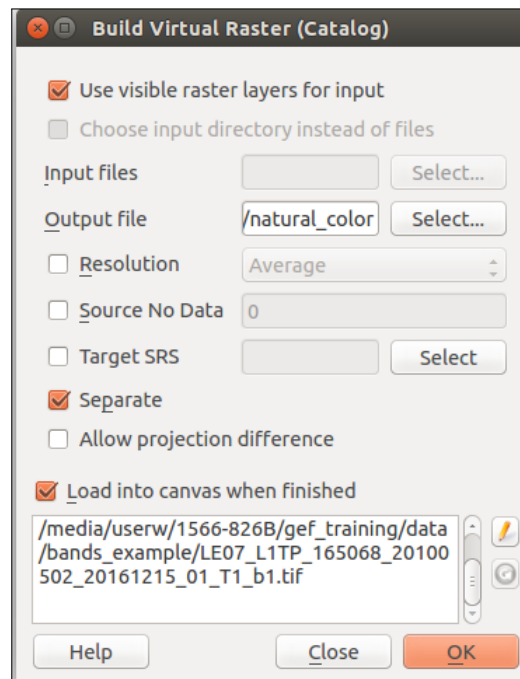 Build Virtual Raster (Catalog)
Use visible raster layers for input
Choose input directory instead of files
Input files
Select...
Output file
/natural_color
Select...
Resolution
Average
Source No Data
0
Target SRS
Select
Separate
Allow projection difference
Load into canvas when finished
/media/userw/1566-826B/gef_training/data
/bands_example/LE07_L1TP_165068_20100
502_20161215_01_T1_b1.tif
Help
Close
OK